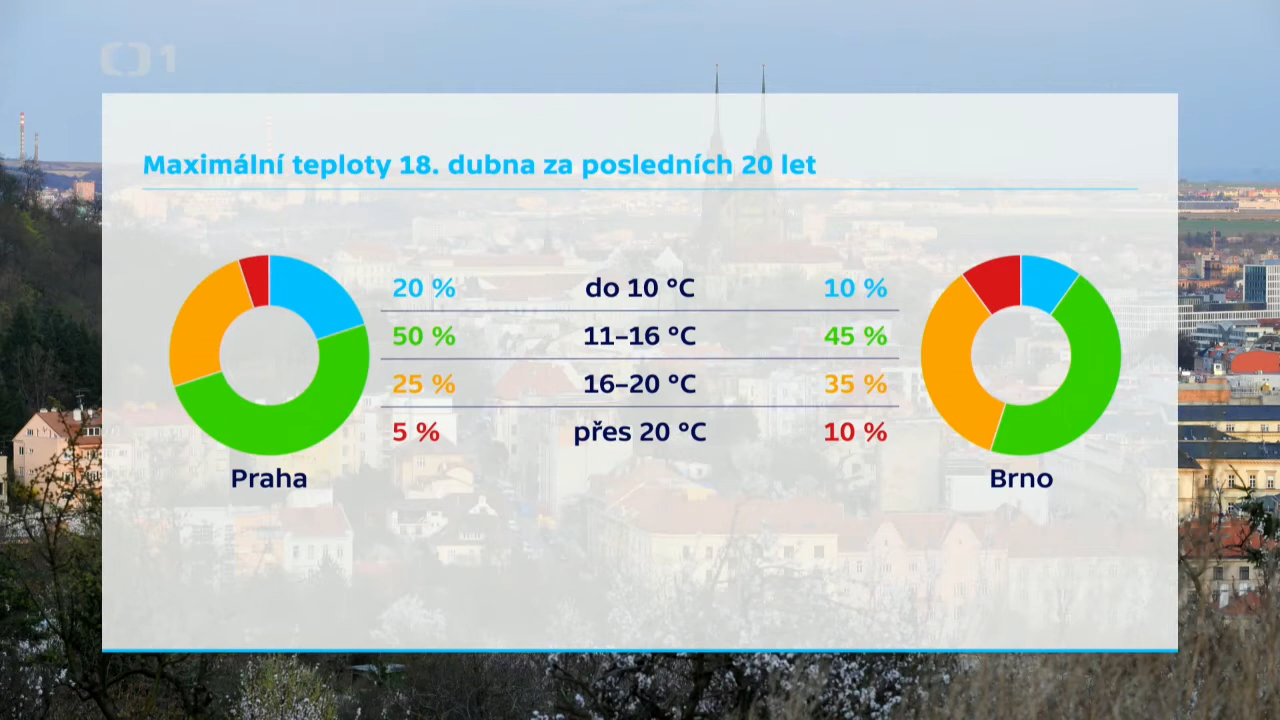 1
Maximální teploty 18. dubna za posledních 20 let
20 % do 10 °C 10 %
50 % 11–16 °C 45 %
25 % 16–20 °C 35 %
5 % přes 20 °C 10 %
Praha Brno